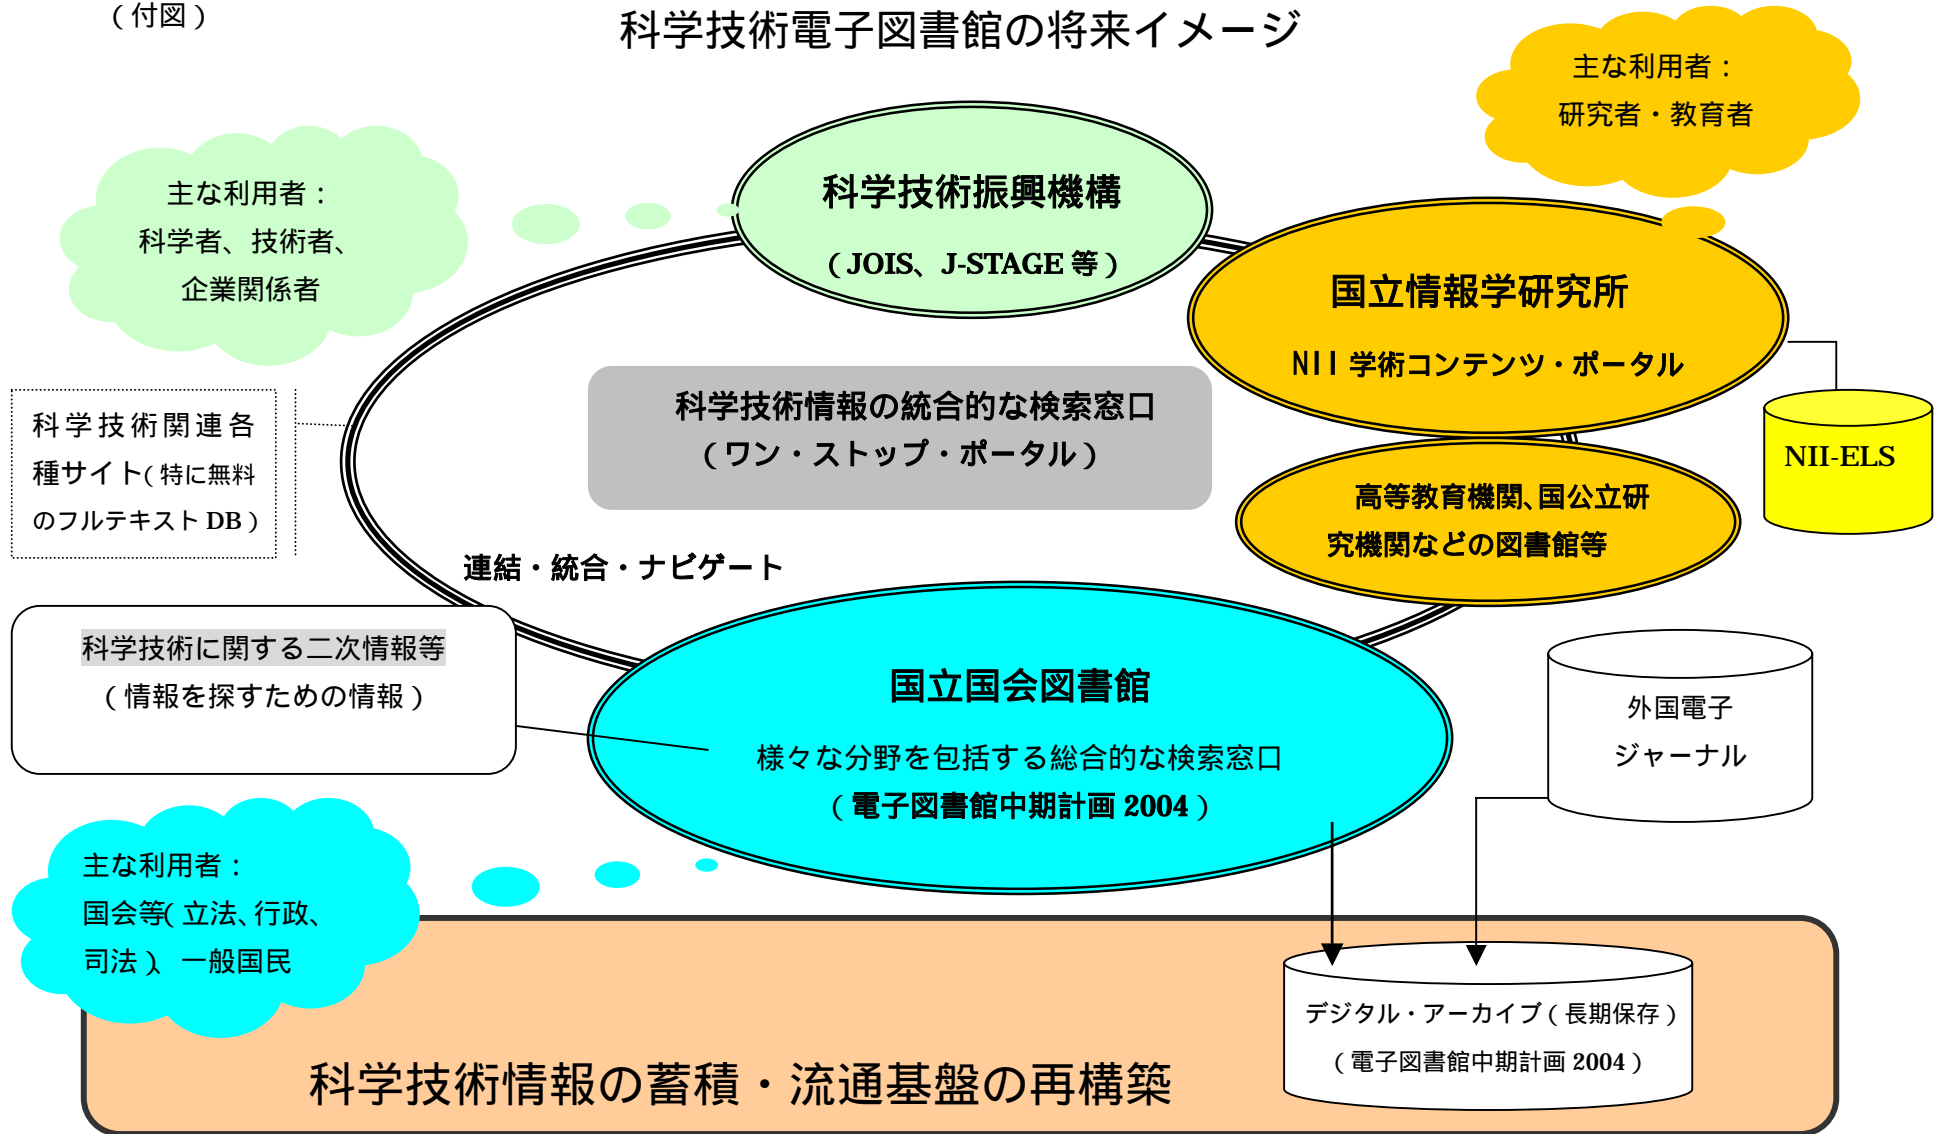 （付図）
科学技術電子図書館の将来イメージ
主な利用者：
研究者・教育者
主な利用者：
科学者、技術者、
企業関係者
科学技術振興機構
（JOIS、J-STAGE 等）
国立情報学研究所
NII 学術コンテンツ・ポータル
科学技術情報の統合的な検索窓口
（ワン・ストップ・ポータル）
科学技術関連各
種サイト（特に無料
のフルテキスト DB）
NII-ELS
高等教育機関、国公立研
究機関などの図書館等
連結・統合・ナビゲート
科学技術に関する二次情報等
（情報を探すための情報）
国立国会図書館
様々な分野を包括する総合的な検索窓口
（電子図書館中期計画 2004）
外国電子
ジャーナル
主な利用者：
国会等（立法、行政、
司法）、一般国民
デジタル・アーカイブ（長期保存）
（電子図書館中期計画 2004）
科学技術情報の蓄積・流通基盤の再構築